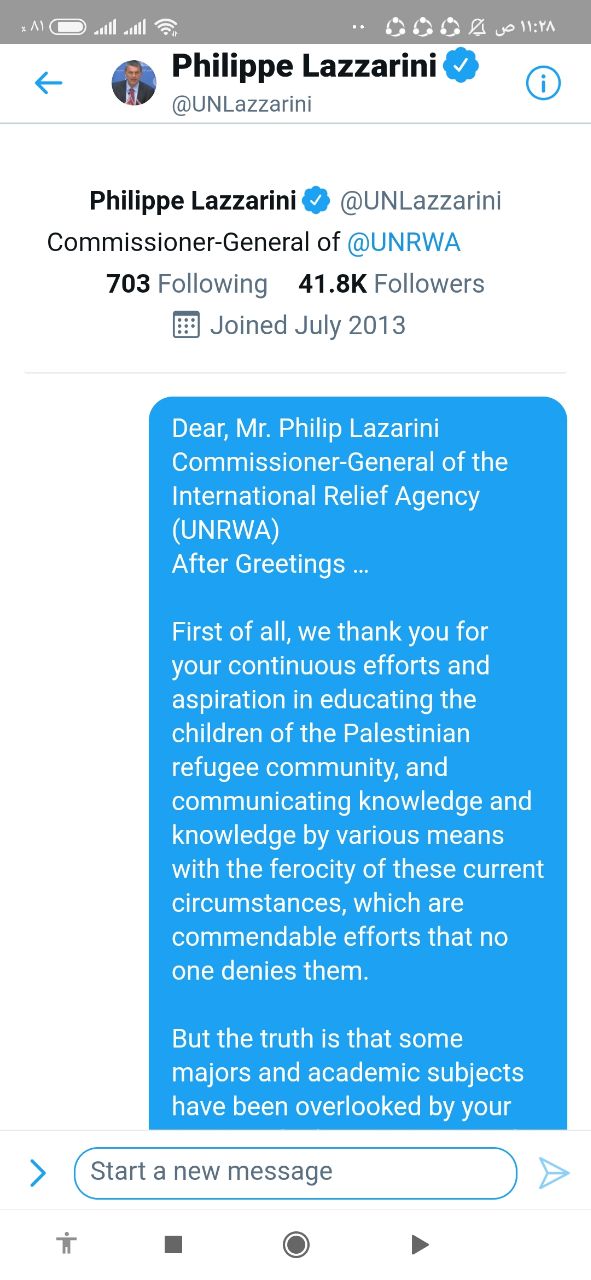 ٨١ ١١:٢٨ ص
Philippe Lazzarini
@UNLazzarini
Philippe Lazzarini @UNLazzarini
Commissioner-General of @UNRWA
703 Following 41.8K Followers
Joined July 2013
Dear, Mr. Philip Lazarini
Commissioner-General of the
International Relief Agency
(UNRWA)
After Greetings ...
First of all, we thank you for
your continuous efforts and
aspiration in educating the
children of the Palestinian
refugee community, and
communicating knowledge and
knowledge by various means
with the ferocity of these current
circumstances, which are
commendable efforts that no
one denies them.
But the truth is that some
majors and academic subjects
have been overlooked by your
Start a new message